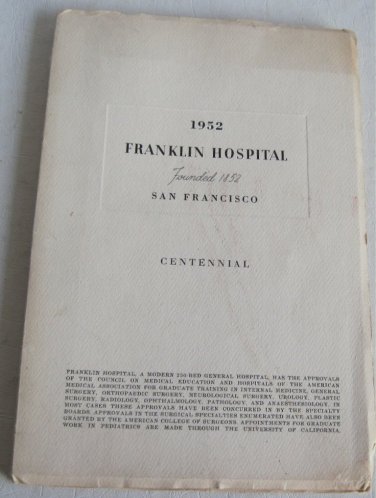 1952
FRANKLIN HOSPITAL
Founded 1852
SAN FRANCISCO
CENTENNIAL
FRANKLIN HOSPITAL, A MODERN 250-BED GENERAL HOSPITAL, HAS THE APPROVALS
OF THE COUNCIL ON MEDICAL EDUCATION AND HOSPITALS OF THE AMERICAN
MEDICAL ASSOCIATION FOR GRADUATE TRAINING IN INTERNAL MEDICINE, GENERAL
SURGERY, ORTHOPAEDIC SURGERY, NEUROLOGICAL SURGERY, UROLOGY, PLASTIC
SURGERY, RADIOLOGY, OPHTHALMOLOGY, PATHOLOGY, AND ANAESTHESIOLOGY. IN
MOST CASES THESE APPROVALS HAVE BEEN CONCURRED IN BY THE SPECIALTY
BOARDS. APPROVALS IN THE SURGICAL SPECIALTIES ENUMERATED HAVE ALSO BEEN
GRANTED BY THE AMERICAN COLLEGE OF SURGEONS. APPOINTMENTS FOR GRADUATE
WORK IN PEDIATRICS ARE MADE THROUGH THE UNIVERSITY OF CALIFORNIA.